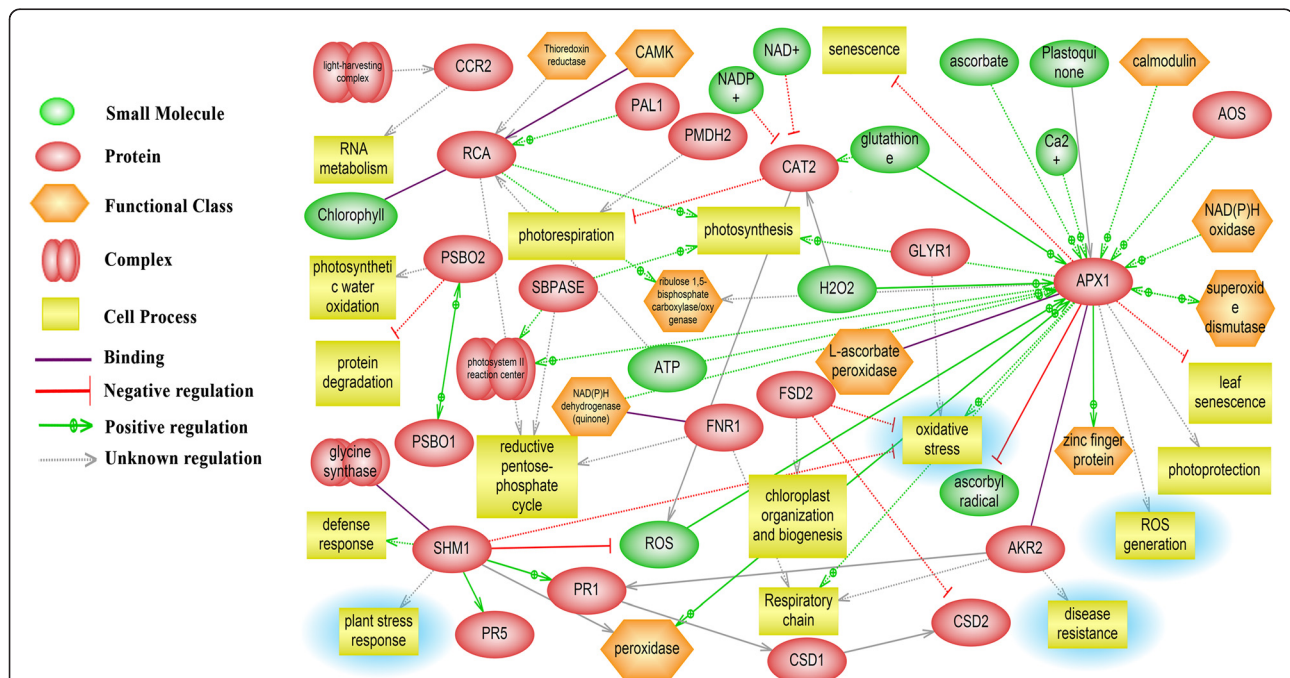 Small Molecule
Protein
Functional Class
Complex
Cell Process
Binding
Negative regulation
Positive regulation
Unknown regulation
light-harvesting
complex
CCR2
Thioredoxin
reductase
CAMK
NAD+
NADP
+
senescence
ascorbate
Plastoqui
none
calmodulin
PAL1
PMDH2
AOS
RNA
metabolism
RCA
CAT2
glutathion
e
Ca2
+
Chlorophyll
photorespiration
photosynthesis
NAD(P)H
oxidase
PSBO2
photosyntheti
c water
oxidation
SBPASE
ribulose 1,5-
bisphosphate
carboxylase/oxy
genase
H2O2
GLYR1
APX1
superoxid
e
dismutase
protein
degradation
photosystem II
reaction center
ATP
L-ascorbate
peroxidase
leaf
senescence
NAD(P)H
dehydrogenase
(quinone)
FNR1
FSD2
oxidative
stress
PSBO1
glycine
synthase
reductive
pentose-
phosphate
cycle
zinc finger
protein
photoprotection
ascorbyl
radical
chloroplast
organization
and biogenesis
defense
response
SHM1
ROS
AKR2
ROS
generation
plant stress
response
PR5
PR1
peroxidase
Respiratory
chain
CSD1
CSD2
disease
resistance